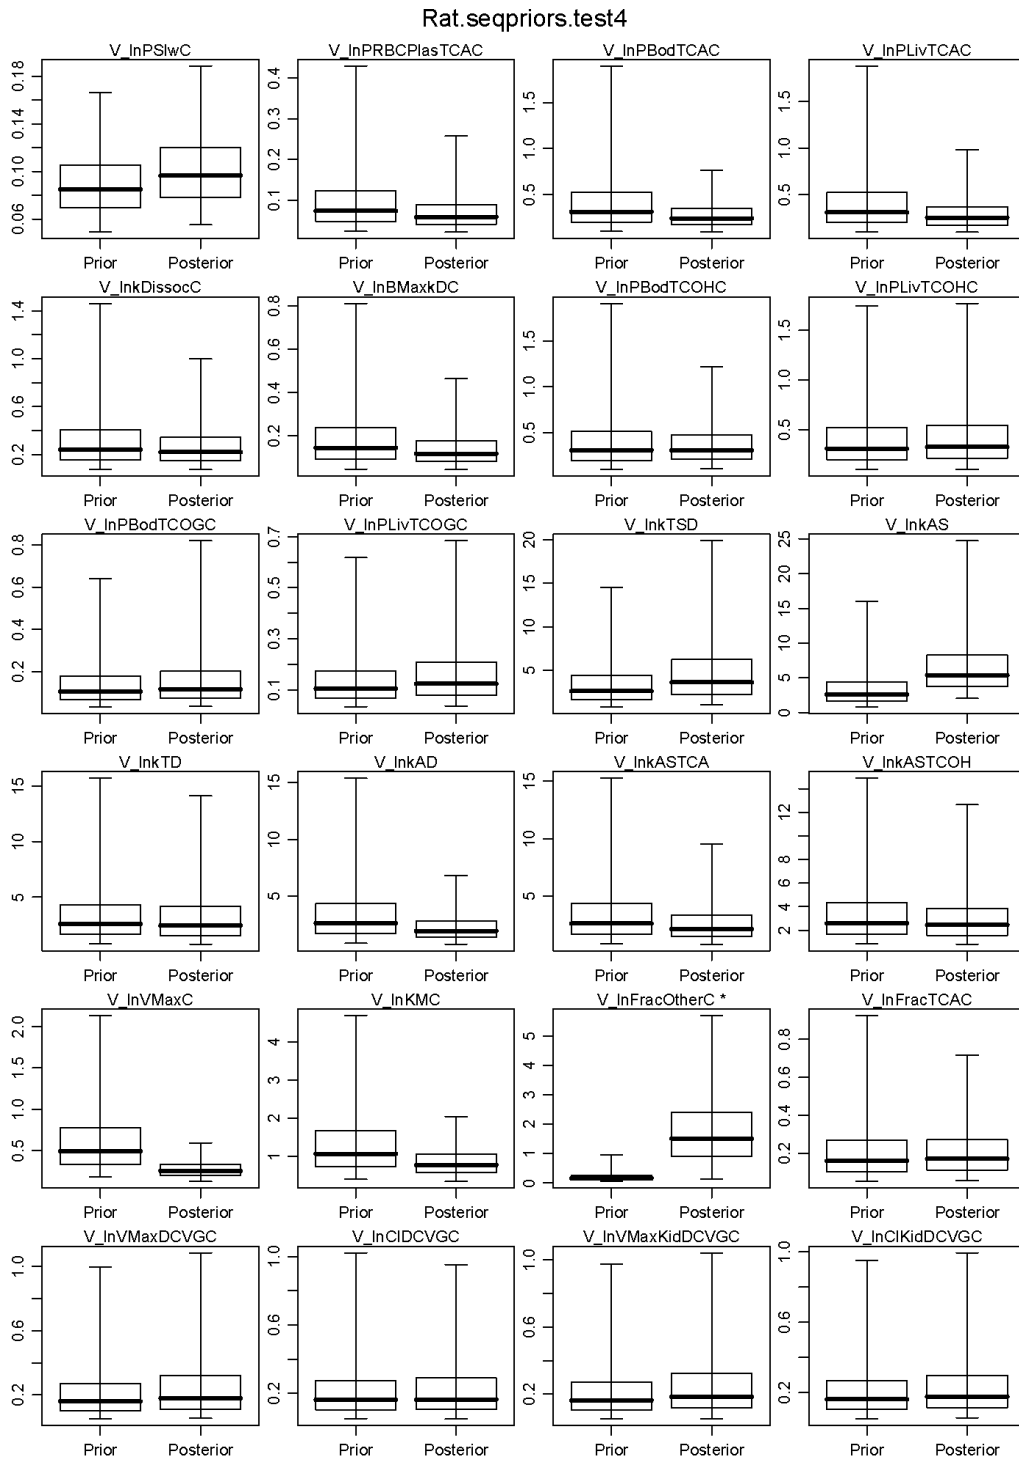 Rat.seqpriors.test4
V_lnPSlwC
0.18
0.14
0.10
0.06
Prior Posterior
V_lnPRBCPlasTCAC
0.4
0.3
0.2
0.1
Prior Posterior
V_lnPBodTCAC
1.5
1.0
0.5
Prior Posterior
V_lnPLivTCAC
1.5
1.0
0.5
Prior Posterior
V_lnkDissocC
1.4
1.0
0.6
0.2
Prior Posterior
V_lnBMaxkDC
0.8
0.6
0.4
0.2
Prior Posterior
V_lnPBodTCOHC
1.5
1.0
0.5
Prior Posterior
V_lnPLivTCOHC
1.5
1.0
0.5
Prior Posterior
V_lnPBodTCOGC
0.8
0.6
0.4
0.2
Prior Posterior
V_lnPLivTCOGC
0.7
0.5
0.3
0.1
Prior Posterior
V_lnkTSD
20
15
10
5
Prior Posterior
V_lnkAS
25
20
15
10
5
0
Prior Posterior
V_lnkTD
15
10
5
Prior Posterior
V_lnkAD
15
10
5
Prior Posterior
V_lnkASTCA
15
10
5
Prior Posterior
V_lnkASTCOH
12
8
6
4
2
Prior Posterior
V_lnVMaxC
2.0
1.5
1.0
0.5
Prior Posterior
V_lnKMC
4
3
2
1
Prior Posterior
V_lnFracOtherC *
5
4
3
2
1
0
Prior Posterior
V_lnFracTCAC
0.8
0.6
0.4
0.2
Prior Posterior
V_lnVMaxDCVGC
1.0
0.6
0.2
Prior Posterior
V_lnClDCVGC
1.0
0.6
0.2
Prior Posterior
V_lnVMaxKidDCVGC
1.0
0.6
0.2
Prior Posterior
V_lnClKidDCVGC
1.0
0.6
0.2
Prior Posterior